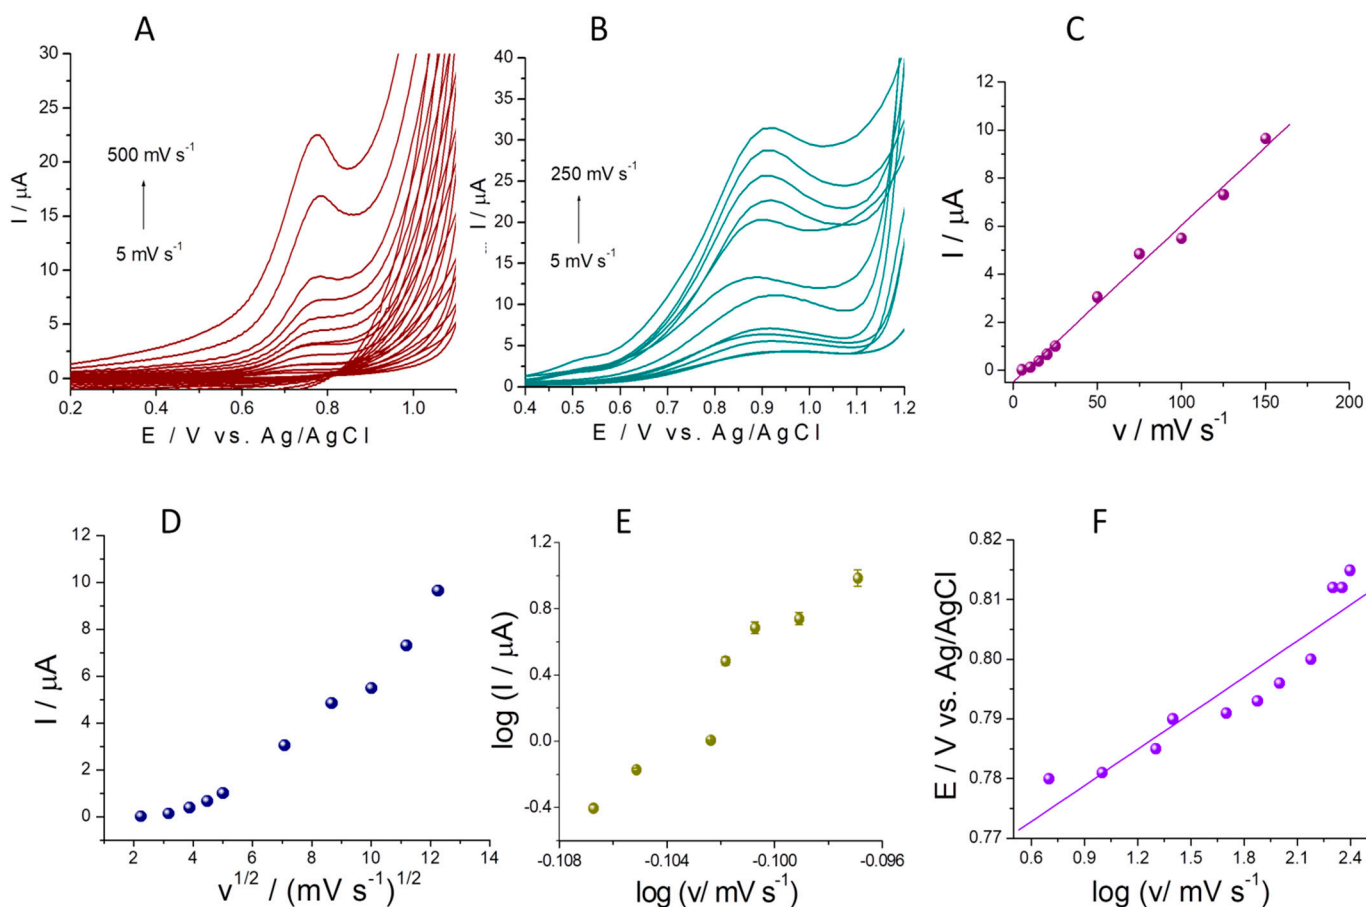 A
30
25
20
15
10
5
0
I / µA
500 mV s⁻¹
5 mV s⁻¹
0.2 0.4 0.6 0.8 1.0
E / V vs. Ag/AgCl
B
40
35
30
25
20
15
10
5
0
... I / µA
250 mV s⁻¹
5 mV s⁻¹
0.4 0.5 0.6 0.7 0.8 0.9 1.0 1.1 1.2
E / V vs. Ag/AgCl
C
12
10
8
6
4
2
0
I / µA
0 50 100 150 200
v / mV s⁻¹
D
12
10
8
6
4
2
0
I / µA
2 4 6 8 10 12 14
v¹ᐟ² / (mV s⁻¹)¹ᐟ²
E
1.2
0.8
0.4
0.0
-0.4
log (I / µA)
-0.108 -0.104 -0.100 -0.096
log (v/ mV s⁻¹)
F
0.82
0.81
0.80
0.79
0.78
0.77
E / V vs. Ag/AgCl
0.6 0.9 1.2 1.5 1.8 2.1 2.4
log (v/ mV s⁻¹)